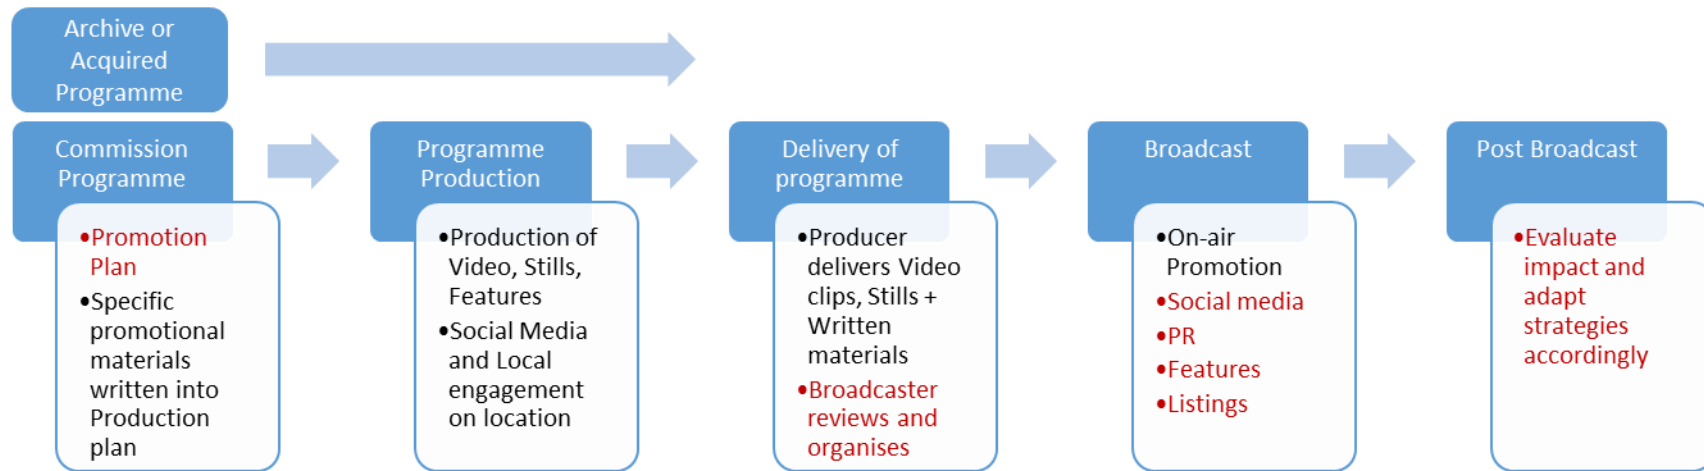 Archive or
Acquired
Programme
Commission
Programme
•Promotion
Plan
•Specific
promotional
materials
written into
Production
plan
Programme
Production
•Production of
Video, Stills,
Features
•Social Media
and Local
engagement
on location
Delivery of
programme
•Producer
delivers Video
clips, Stills +
Written
materials
•Broadcaster
reviews and
organises
Broadcast
•On-air
Promotion
•Social media
•PR
•Features
•Listings
Post Broadcast
•Evaluate
impact and
adapt
strategies
accordingly